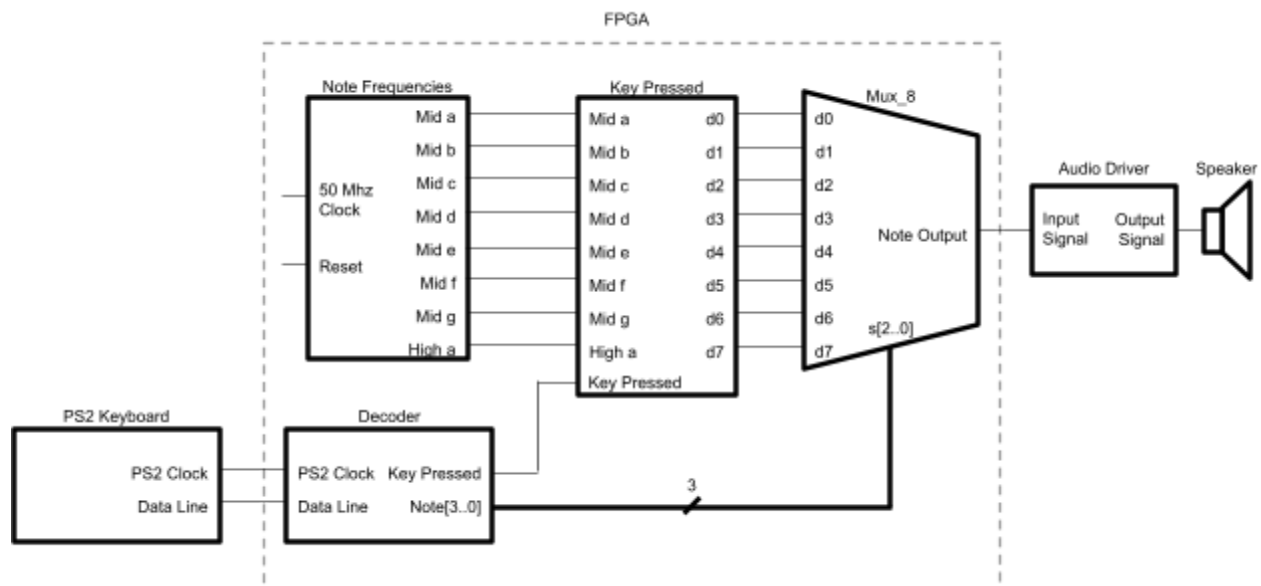 FPGA
Note Frequencies
Mid a
Mid b
Mid c
Mid d
Mid e
Mid f
Mid g
High a
50 Mhz
Clock
Reset
Key Pressed
Mid a
Mid b
Mid c
Mid d
Mid e
Mid f
Mid g
High a
Key Pressed
d0
d1
d2
d3
d4
d5
d6
d7
Mux_8
d0
d1
d2
d3
d4
d5
d6
d7
Note Output
s[2..0]
Audio Driver
Input
Signal
Output
Signal
Speaker
PS2 Keyboard
PS2 Clock
Data Line
Decoder
PS2 Clock
Data Line
Key Pressed
Note[3..0]
3